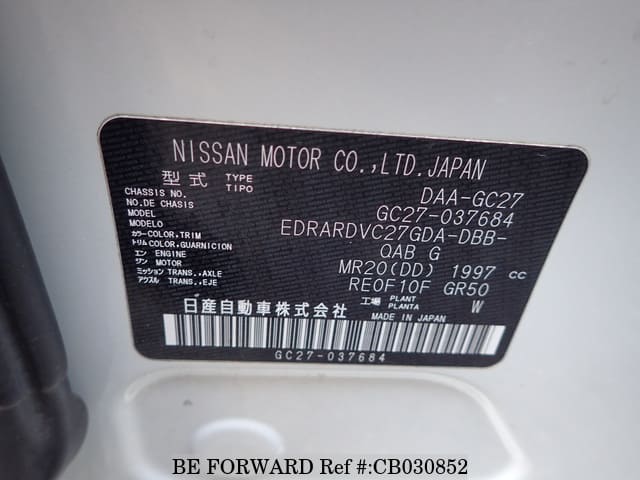 NISSAN MOTOR CO.,LTD.JAPAN
型式 TYPE TIPO DAA-GC27
CHASSIS NO. NO.DE CHASIS GC27-037684
MODEL MODELO EDRARDVC27GDA-DBB-
カラー COLOR,TRIM トリム COLOR,GUARNICION QAB G
エン ENGINE ジン MOTOR MR20(DD) 1997 cc
ミッション TRANS.,AXLE アクスル TRANS.,EJE RE0F10F GR50
工場 PLANT PLANTA W
日産自動車株式会社 MADE IN JAPAN
GC27-037684
BE FORWARD Ref #:CB030852